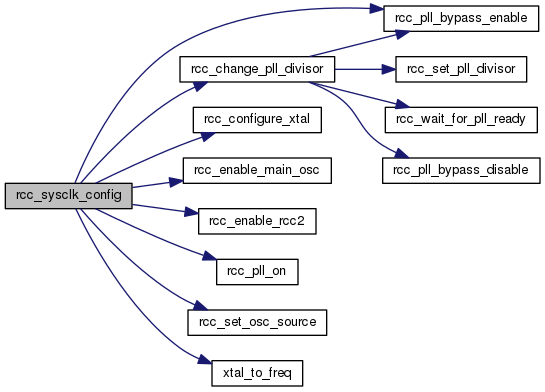 rcc_pll_bypass_enable
rcc_change_pll_divisor
rcc_set_pll_divisor
rcc_configure_xtal
rcc_wait_for_pll_ready
rcc_enable_main_osc
rcc_pll_bypass_disable
rcc_sysclk_config
rcc_enable_rcc2
rcc_pll_on
rcc_set_osc_source
xtal_to_freq